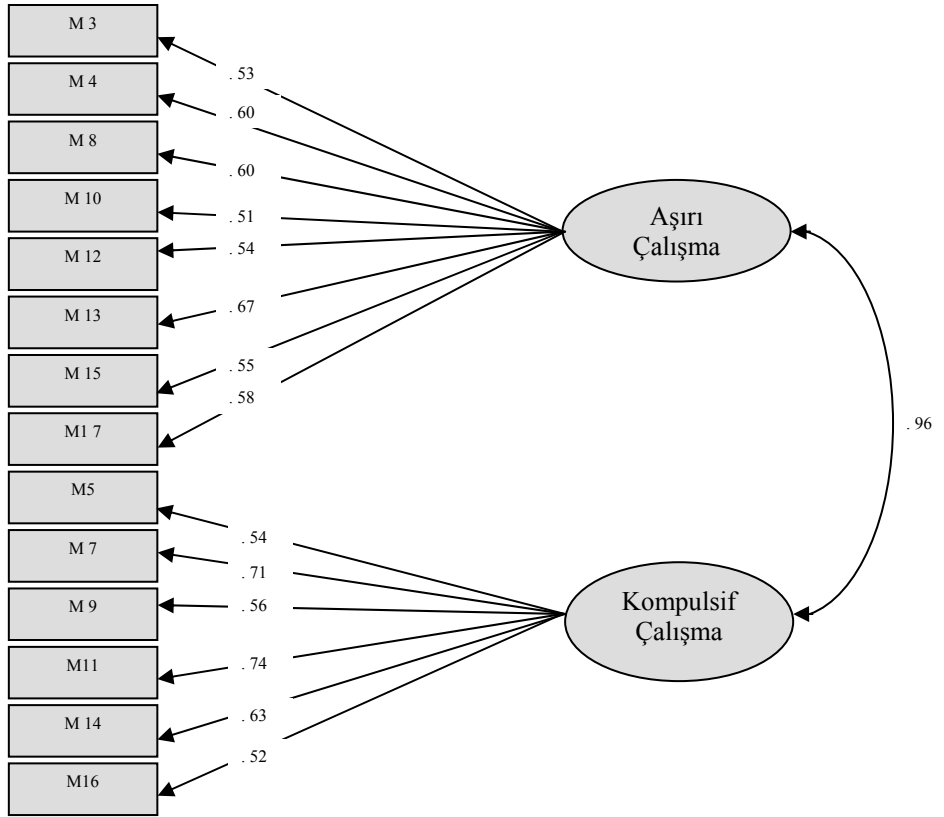 M 3
. 53
M 4
. 60
M 8
. 60
M 10
. 51
M 12
. 54
M 13
. 67
M 15
. 55
M1 7
. 58
Aşırı
Çalışma
. 96
M5
. 54
M 7
. 71
M 9
. 56
M11
. 74
M 14
. 63
M16
. 52
Kompulsif
Çalışma